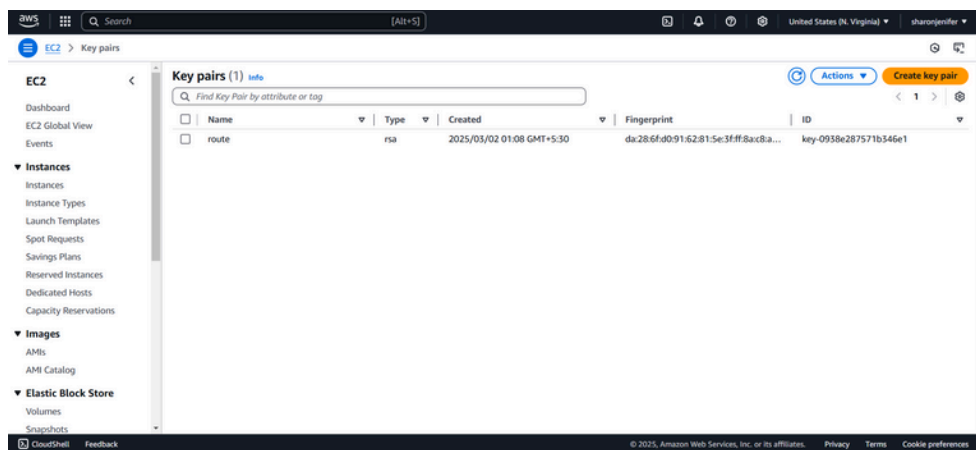 aws
Search [Alt+S] United States (N. Virginia) sharonjenifer
EC2 > Key pairs
EC2
Dashboard
EC2 Global View
Events
Instances
Instances
Instance Types
Launch Templates
Spot Requests
Savings Plans
Reserved Instances
Dedicated Hosts
Capacity Reservations
Images
AMIs
AMI Catalog
Elastic Block Store
Volumes
Snapshots
Key pairs (1) Info
Actions Create key pair
Find Key Pair by attribute or tag
1
Name Type Created Fingerprint ID
route rsa 2025/03/02 01:08 GMT+5:30 da:28:6f:d0:91:62:81:5e:3f:ff:8a:c8:a... key-0938e287571b346e1
CloudShell Feedback © 2025, Amazon Web Services, Inc. or its affiliates. Privacy Terms Cookie preferences